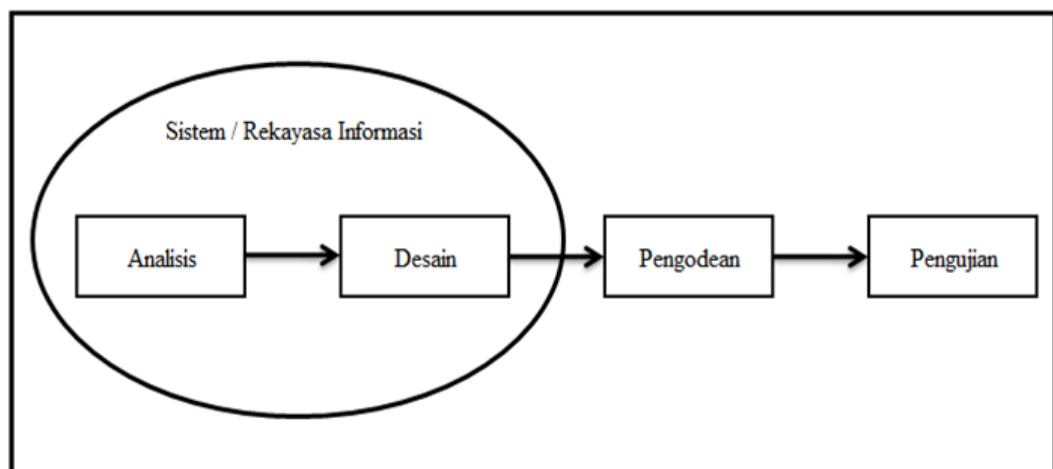 Sistem / Rekayasa Informasi
Analisis
Desain
Pengodean
Pengujian